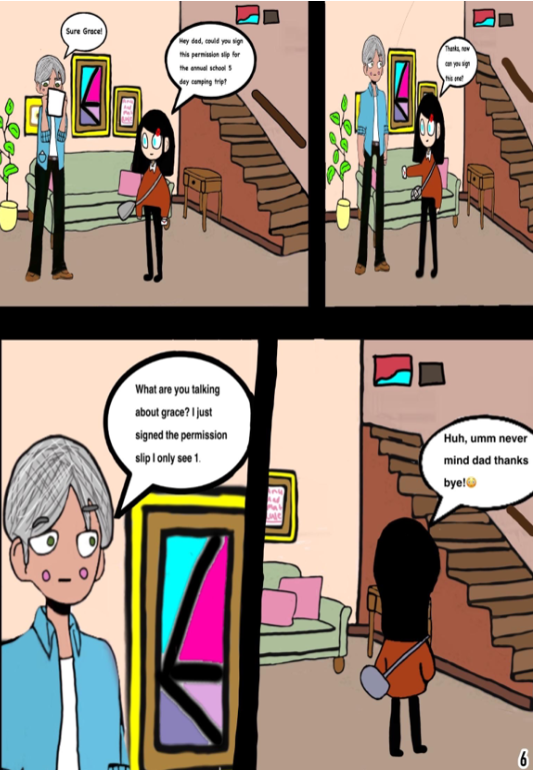 Sure Grace!
Hey dad, could you sign
this permission slip for
the annual school 5
day camping trip?
Thanks, now
can you sign
this one?
What are you talking
about grace? I just
signed the permission
slip I only see 1.
Huh, umm never
mind dad thanks
bye!😳
6